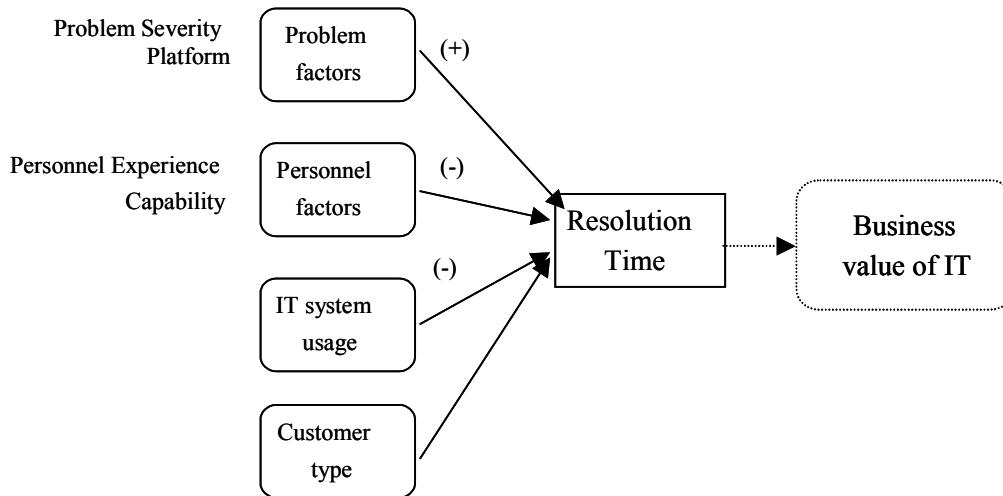 Problem Severity
Platform
Problem
factors
(+)
Personnel Experience
Capability
Personnel
factors
(-)
Resolution
Time
Business
value of IT
(-)
IT system
usage
Customer
type